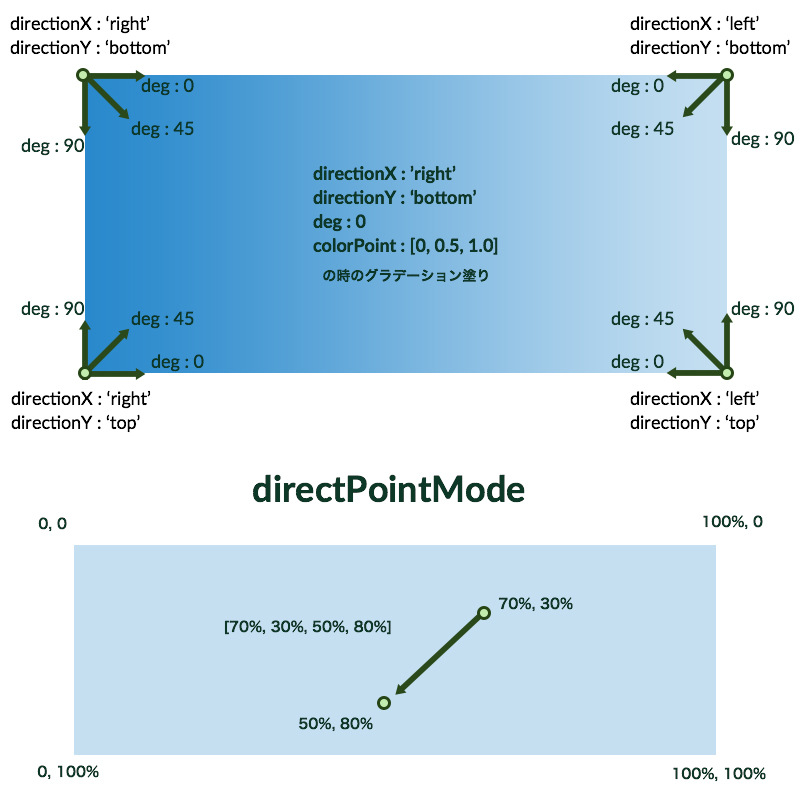 directionX : ‘right’
directionY : ‘bottom’
directionX : ‘left’
directionY : ‘bottom’
deg : 0
deg : 45
deg : 90
deg : 0
deg : 45
deg : 90
directionX : ’right’
directionY : ‘bottom’
deg : 0
colorPoint : [0, 0.5, 1.0]
の時のグラデーション塗り
deg : 90
deg : 45
deg : 0
deg : 90
deg : 45
deg : 0
directionX : ‘right’
directionY : ‘top’
directionX : ‘left’
directionY : ‘top’
directPointMode
0, 0
100%, 0
70%, 30%
[70%, 30%, 50%, 80%]
50%, 80%
0, 100%
100%, 100%